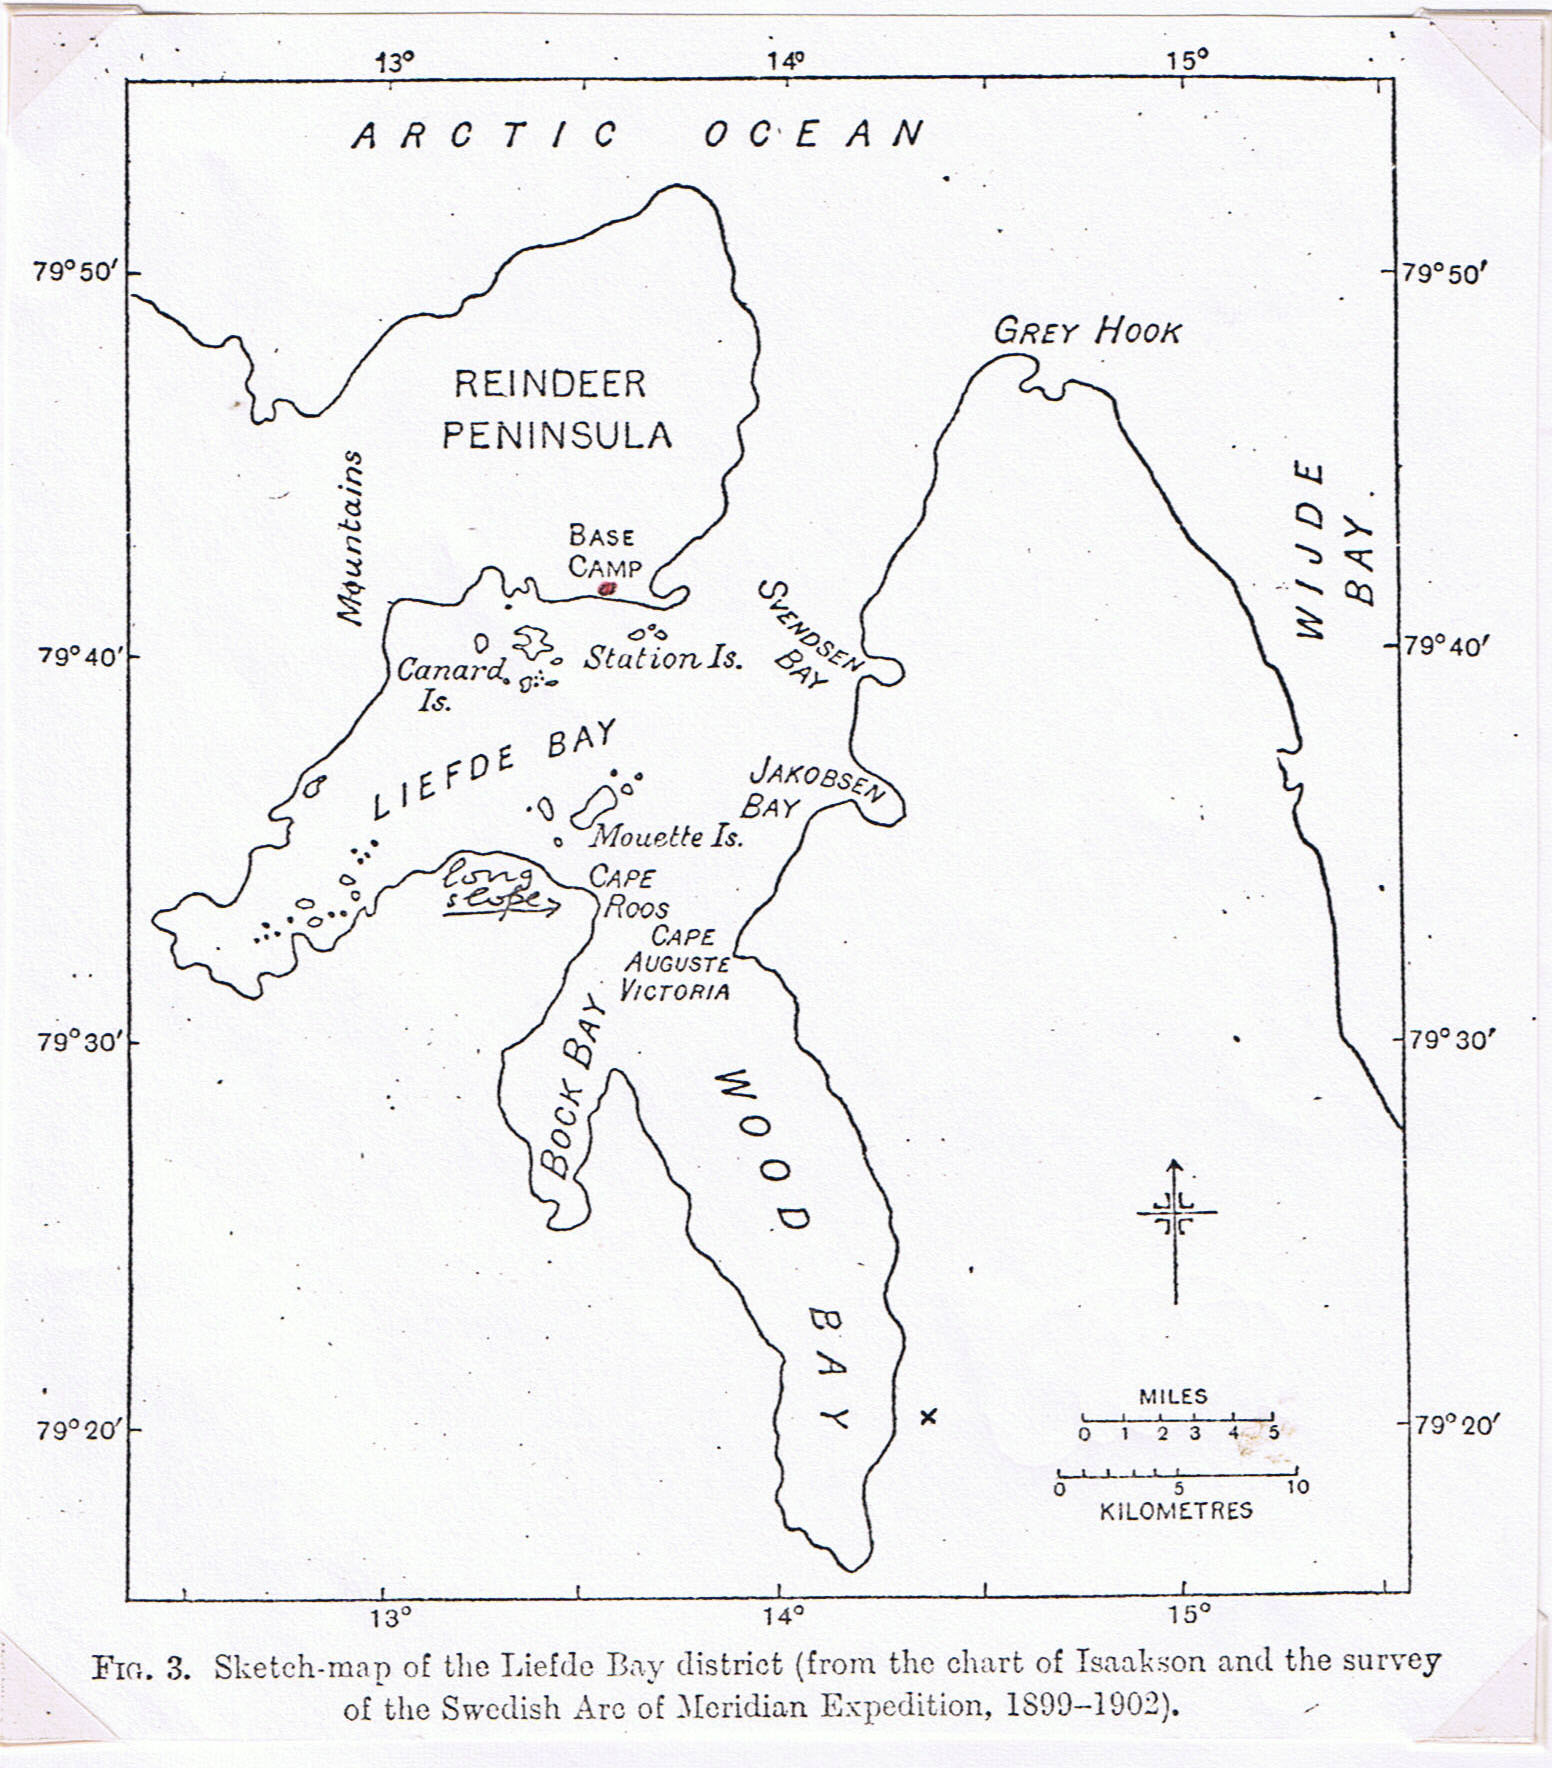 13° 14° 15°
ARCTIC OCEAN
79°50′ 79°50′
GREY HOOK
REINDEER
PENINSULA
Mountains
WIJDE
BAY.
BASE
CAMP
SVENDSEN
BAY
79°40′ 79°40′
Canard
Is.
Station Is.
LIEFDE BAY
JAKOBSEN
BAY
Mouette Is.
long
slope
CAPE
ROOS
CAPE
AUGUSTE
VICTORIA
79°30′ 79°30′
BOCK BAY
WOOD BAY
x
MILES
0 1 2 3 4 5
79°20′ 79°20′
0 5 10
KILOMETRES
13° 14° 15°
FIG. 3. Sketch-map of the Liefde Bay district (from the chart of Isaakson and the survey
of the Swedish Arc of Meridian Expedition, 1899–1902).